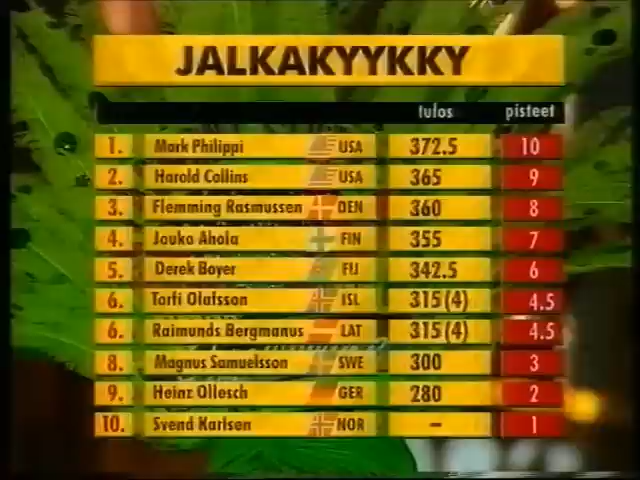 JALKAKYYKKY
tulos pisteet
1. Mark Philippi USA 372.5 10
2. Harold Collins USA 365 9
3. Flemming Rasmussen DEN 360 8
4. Jouko Ahola FIN 355 7
5. Derek Boyer FIJ 342.5 6
6. Torfi Olafsson ISL 315(4) 4.5
6. Raimunds Bergmanus LAT 315(4) 4.5
8. Magnus Samuelsson SWE 300 3
9. Heinz Ollesch GER 280 2
10. Svend Karlsen NOR – 1